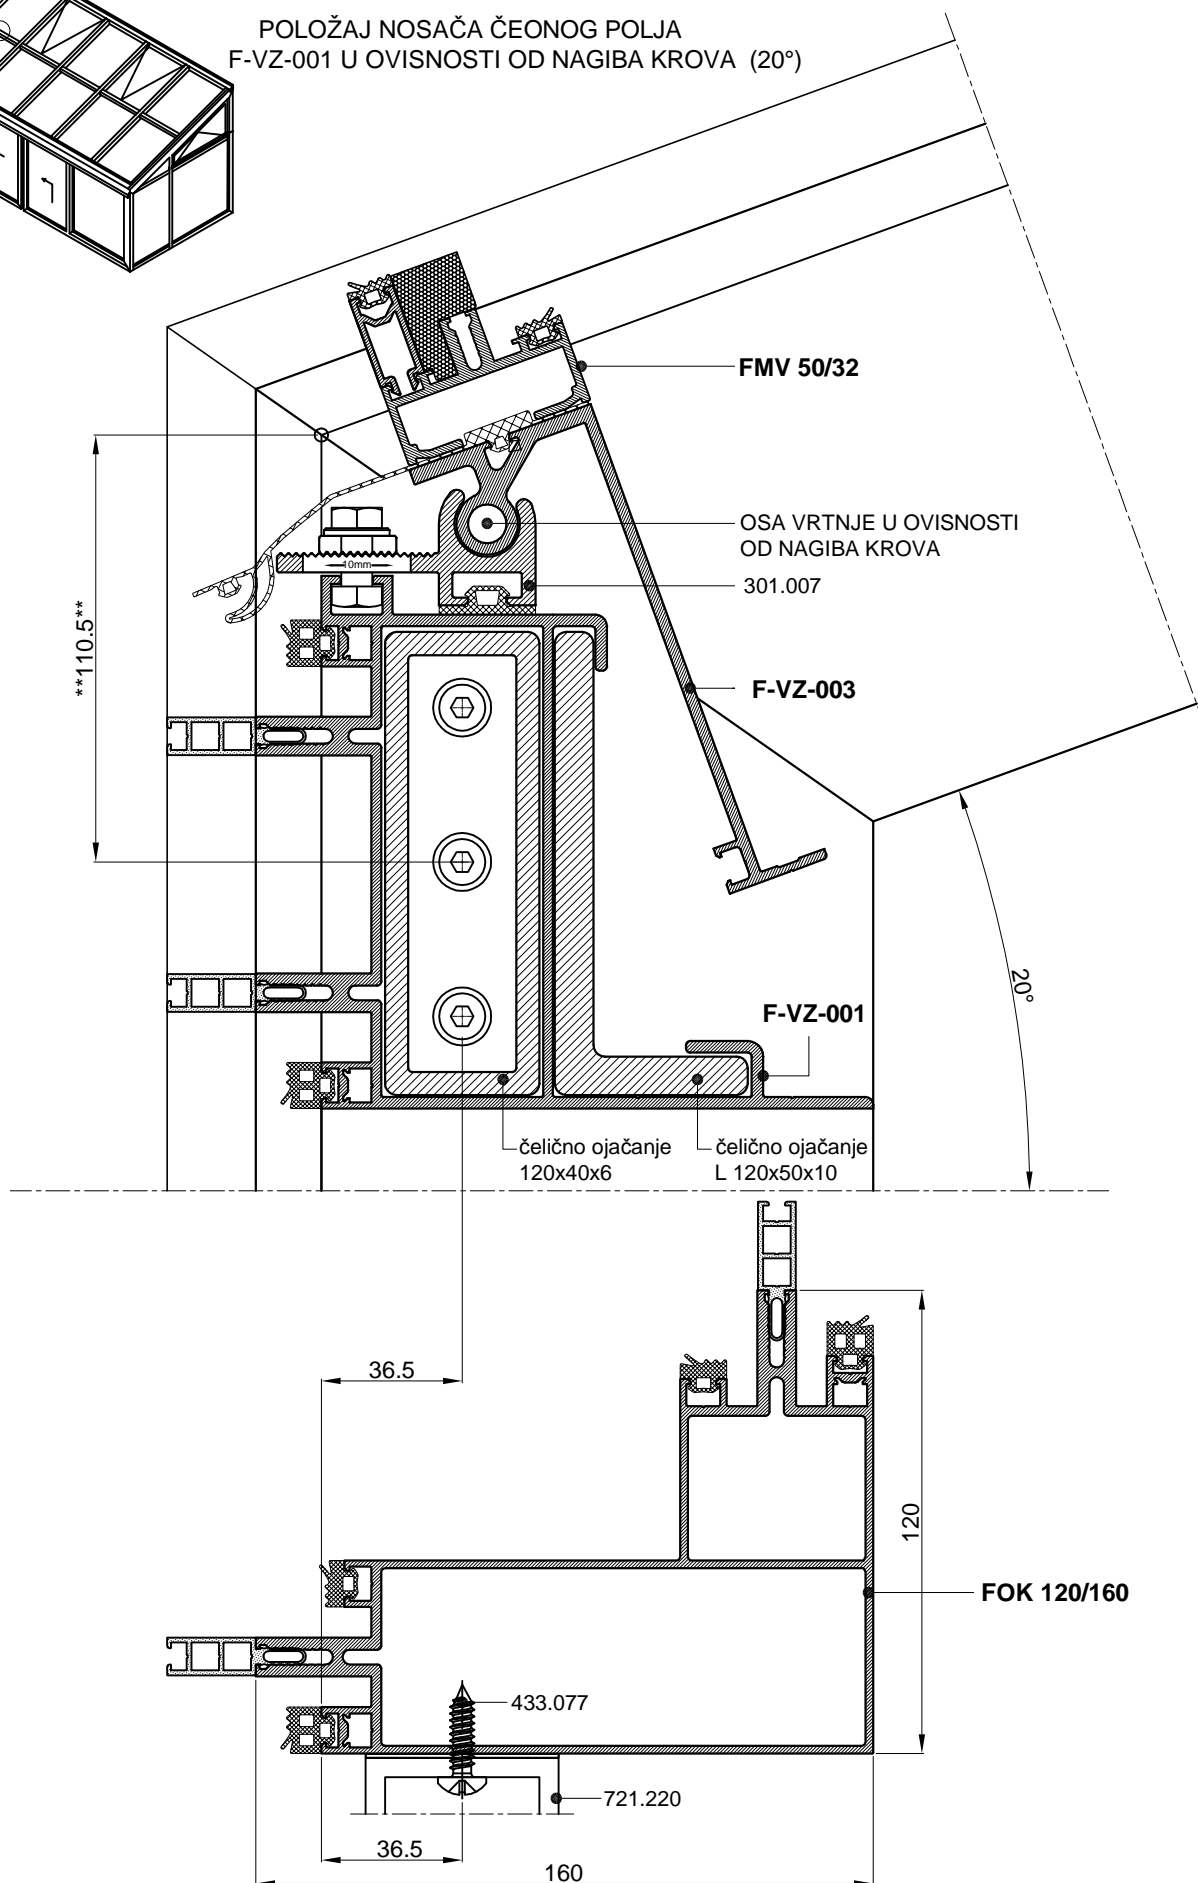 POLOŽAJ NOSAČA ČEONOG POLJA
F-VZ-001 U OVISNOSTI OD NAGIBA KROVA (20°)
FMV 50/32
OSA VRTNJE U OVISNOSTI
OD NAGIBA KROVA
10mm
301.007
**110.5**
F-VZ-003
20°
F-VZ-001
čelično ojačanje
120x40x6
čelično ojačanje
L 120x50x10
36.5
120
FOK 120/160
433.077
721.220
36.5
160